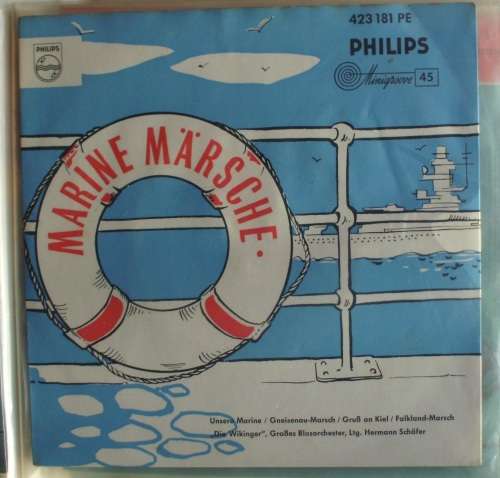 PHILIPS
423 181 PE
PHILIPS
Minigroove 45
MARINE MÄRSCHE
Unsere Marine / Gneisenau-Marsch / Gruß an Kiel / Falkland-Marsch
„Die Wikinger", Großes Blasorchester, Ltg. Hermann Schäfer